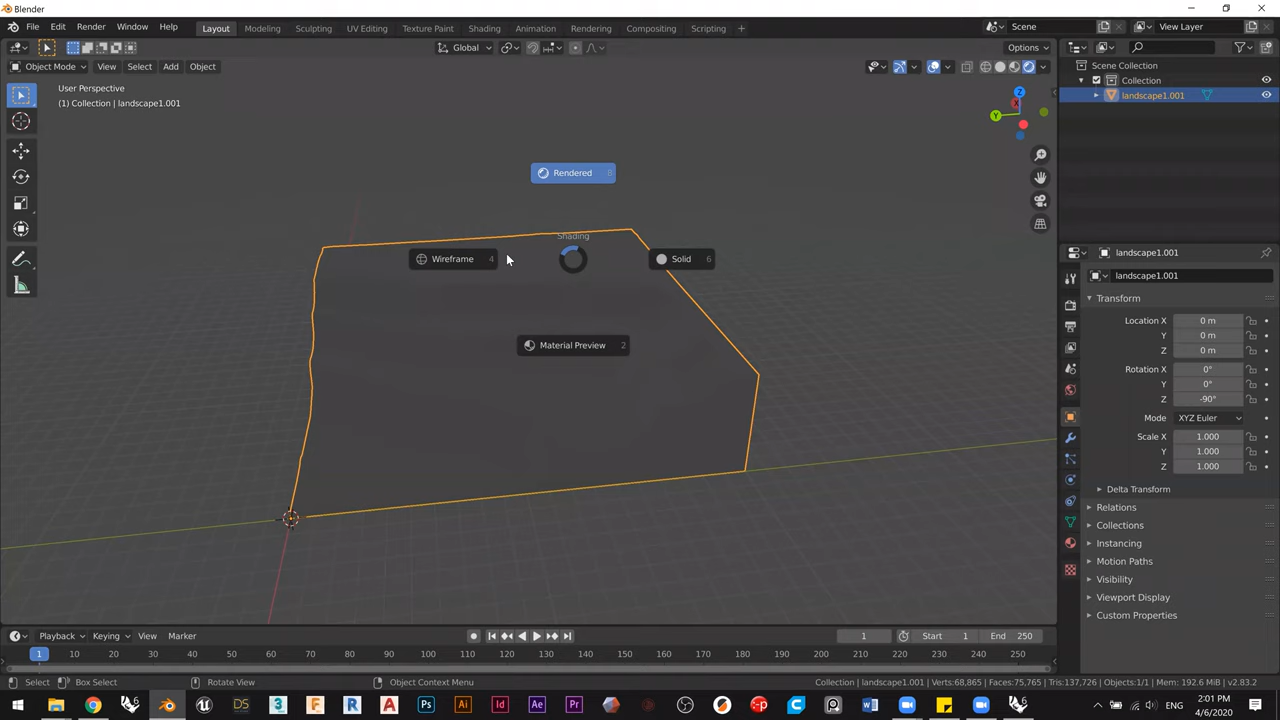 Blender
File Edit Render Window Help Layout Modeling Sculpting UV Editing Texture Paint Shading Animation Rendering Compositing Scripting + Scene View Layer
Global Options
Object Mode View Select Add Object
User Perspective
(1) Collection | landscape1.001
Scene Collection
Collection
landscape1.001
Z
X
Y
Rendered 8
Shading
Wireframe 4
Solid 6
Material Preview 2
landscape1.001
landscape1.001
Transform
Location X 0 m
Y 0 m
Z 0 m
Rotation X 0°
Y 0°
Z -90°
Mode XYZ Euler
Scale X 1.000
Y 1.000
Z 1.000
Delta Transform
Relations
Collections
Instancing
Motion Paths
Visibility
Viewport Display
Custom Properties
Playback Keying View Marker 1 Start 1 End 250
1 10 20 30 40 50 60 70 80 90 100 110 120 130 140 150 160 170 180 190 200 210 220 230 240 250
Select Box Select Rotate View Object Context Menu Collection | landscape1.001 | Verts:68,865 | Faces:75,765 | Tris:137,726 | Objects:1/1 | Mem: 192.6 MiB | v2.83.2
DS 3 F R A Ps Ai Id Ae Pr W ENG 2:01 PM
4/6/2020